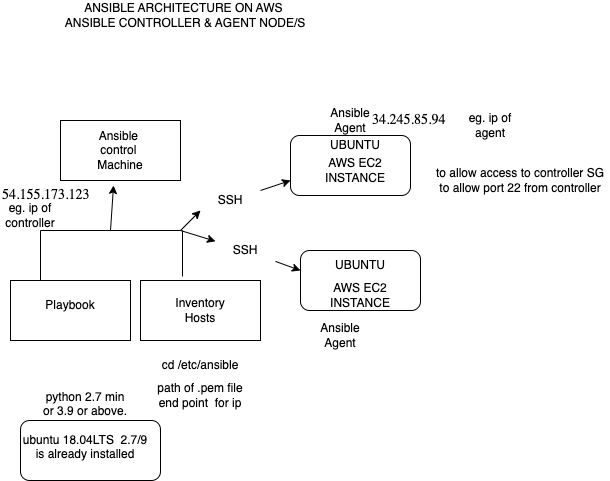 ANSIBLE ARCHITECTURE ON AWS
ANSIBLE CONTROLLER & AGENT NODE/S
Ansible
control
Machine
54.155.173.123
eg. ip of
controller
Ansible
Agent
34.245.85.94
eg. ip of
agent
UBUNTU
AWS EC2
INSTANCE
to allow access to controller SG
to allow port 22 from controller
SSH
SSH
UBUNTU
AWS EC2
INSTANCE
Ansible
Agent
Playbook
Inventory
Hosts
cd /etc/ansible
path of .pem file
end point for ip
python 2.7 min
or 3.9 or above.
ubuntu 18.04LTS 2.7/9
is already installed